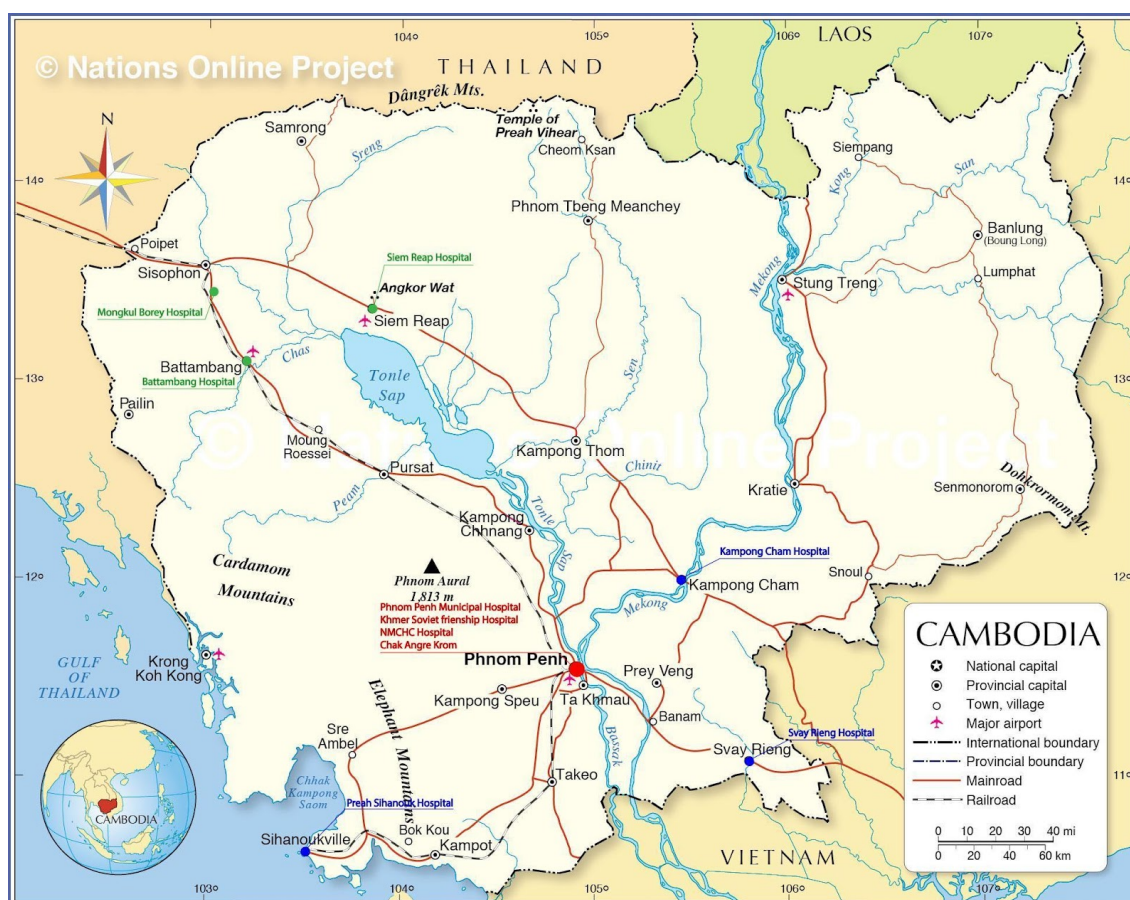 103°
104°
105°
106°
107°
© Nations Online Project
THAILAND
LAOS
Dângrêk Mts.
N
Samrong
Sreng
Temple of
Preah Vihear
Cheom Ksan
Siempang
Kong
San
14°
14°
Phnom Tbeng Meanchey
Banlung
(Boung Long)
Poipet
Sisophon
Siem Reap Hospital
Angkor Wat
Mekong
Stung Treng
Lumphat
Mongkul Borey Hospital
Siem Reap
Battambang
Chas
Battambang Hospital
Tonle
Sap
Sen
13°
13°
Pailin
© Nations Online Project
Moung
Roessei
Kampong Thom
Pursat
Chinit
Kratie
Senmonorom
Dohkrormom Mt.
Peam
Kampong
Chhnang
Tonle
Sap
Cardamom
Mountains
Phnom Aural
1,813 m
Kampong Cham Hospital
Kampong Cham
Snoul
12°
12°
Mekong
Phnom Penh Municipal Hospital
Khmer Soviet frienship Hospital
NMCHC Hospital
Chak Angre Krom
Phnom Penh
Krong
Koh Kong
GULF
OF
THAILAND
Kampong Speu
Ta Khmau
Prey Veng
Banam
Elephant Mountains
Sre
Ambel
Bassak
Svay Rieng Hospital
Svay Rieng
Chhak
Kampong
Saom
Takeo
11°
Preah Sihanouk Hospital
Sihanoukville
Bok Kou
Kampot
VIETNAM
CAMBODIA
CAMBODIA
National capital
Provincial capital
Town, village
Major airport
International boundary
Provincial boundary
Mainroad
Railroad
0 10 20 30 40 mi
0 20 40 60 km
103°
104°
105°
106°
107°